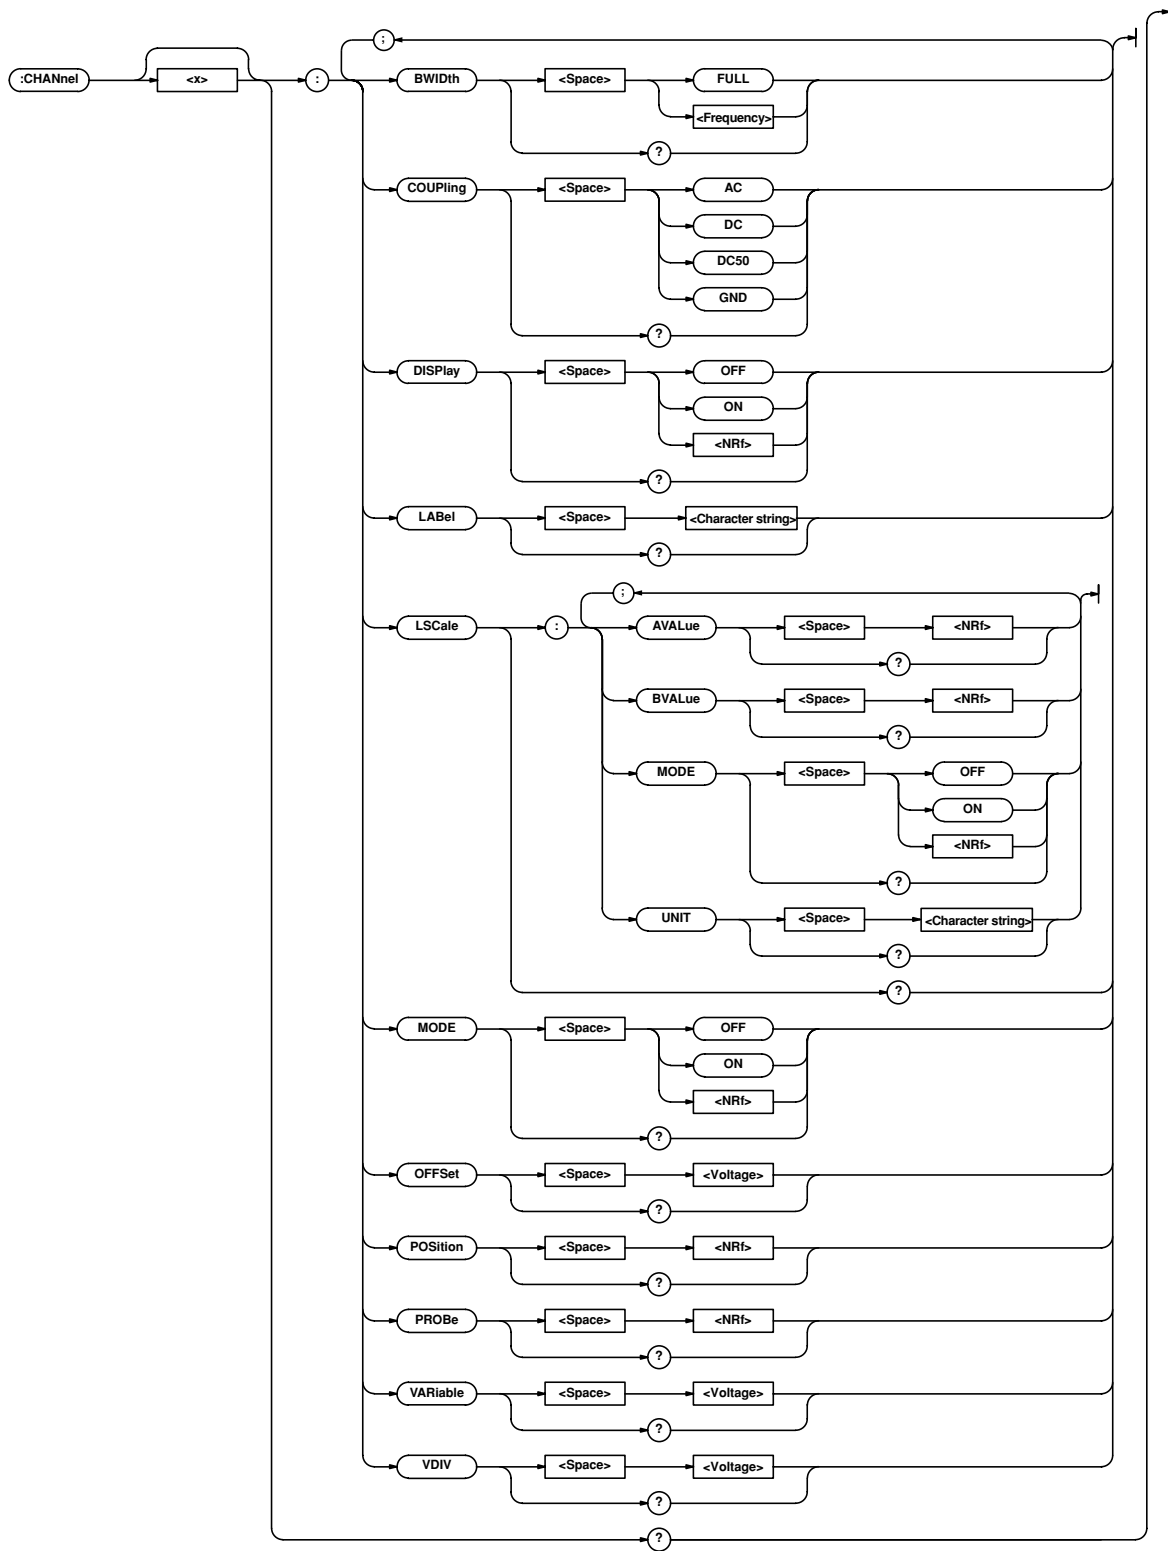 ;
:CHANnel <x> : BWIDth <Space> FULL
<Frequency>
?
COUPling <Space> AC
DC
DC50
GND
?
DISPlay <Space> OFF
ON
<NRf>
?
LABel <Space> <Character string>
?
;
LSCale : AVALue <Space> <NRf>
?
BVALue <Space> <NRf>
?
MODE <Space> OFF
ON
<NRf>
?
UNIT <Space> <Character string>
?
?
MODE <Space> OFF
ON
<NRf>
?
OFFSet <Space> <Voltage>
?
POSition <Space> <NRf>
?
PROBe <Space> <NRf>
?
VARiable <Space> <Voltage>
?
VDIV <Space> <Voltage>
?
?